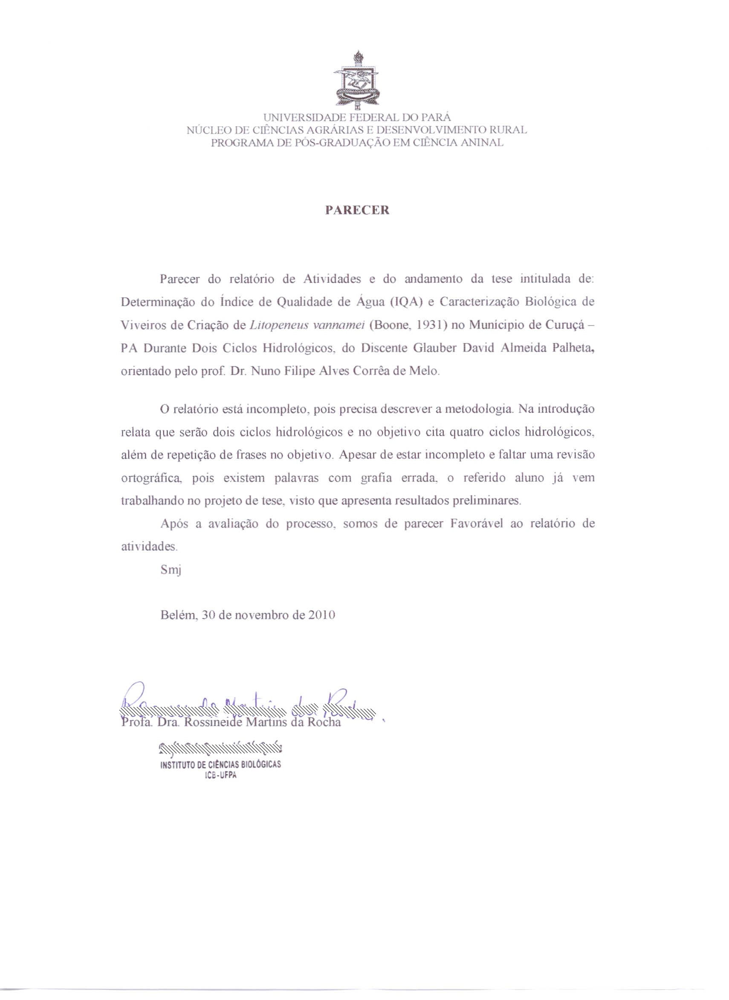 UNIVERSIDADE FEDERAL DO PARÁ
NÚCLEO DE CIÊNCIAS AGRÁRIAS E DESENVOLVIMENTO RURAL
PROGRAMA DE PÓS-GRADUAÇÃO EM CIÊNCIA ANINAL
PARECER
Parecer do relatório de Atividades e do andamento da tese intitulada de:
Determinação do Índice de Qualidade de Água (IQA) e Caracterização Biológica de
Viveiros de Criação de Litopeneus vannamei (Boone, 1931) no Munícipio de Curuçá –
PA Durante Dois Ciclos Hidrológicos, do Discente Glauber David Almeida Palheta,
orientado pelo prof. Dr. Nuno Filipe Alves Corrêa de Melo.
O relatório está incompleto, pois precisa descrever a metodologia. Na introdução
relata que serão dois ciclos hidrológicos e no objetivo cita quatro ciclos hidrológicos,
além de repetição de frases no objetivo. Apesar de estar incompleto e faltar uma revisão
ortográfica, pois existem palavras com grafia errada, o referido aluno já vem
trabalhando no projeto de tese, visto que apresenta resultados preliminares.
Após a avaliação do processo, somos de parecer Favorável ao relatório de
atividades.
Smj
Belém, 30 de novembro de 2010
Profa. Dra. Rossineide Martins da Rocha
INSTITUTO DE CIÊNCIAS BIOLÓGICAS
ICB-UFPA